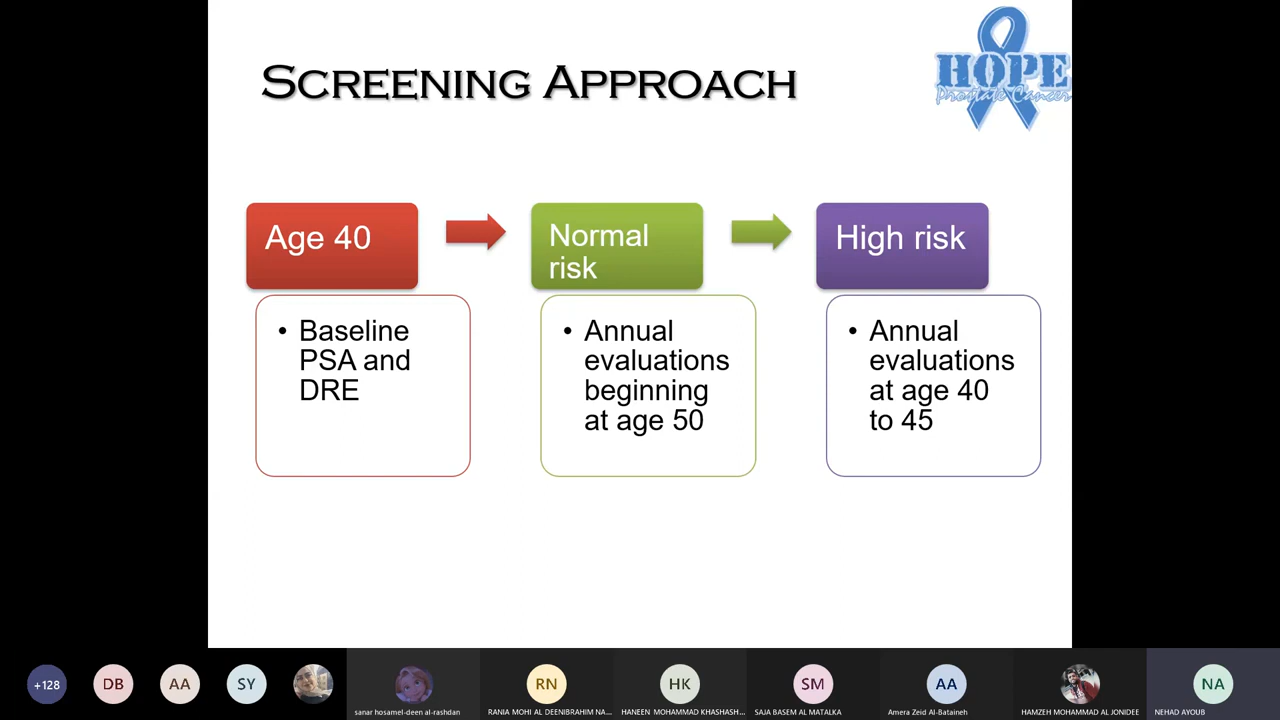 SCREENING APPROACH
HOPE
Prostate Cancer
Age 40
Normal
risk
High risk
• Baseline
PSA and
DRE
• Annual
evaluations
beginning
at age 50
• Annual
evaluations
at age 40
to 45
+128
DB
AA
SY
sanar hosamel-deen al-rashdan
RN
RANIA MOHI AL DEENIBRAHIM NA...
HK
HANEEN MOHAMMAD KHASHASH...
SM
SAJA BASEM AL MATALKA
AA
Amera Zeid Al-Bataineh
HAMZEH MOHAMMAD AL JONIDEE
NA
NEHAD AYOUB